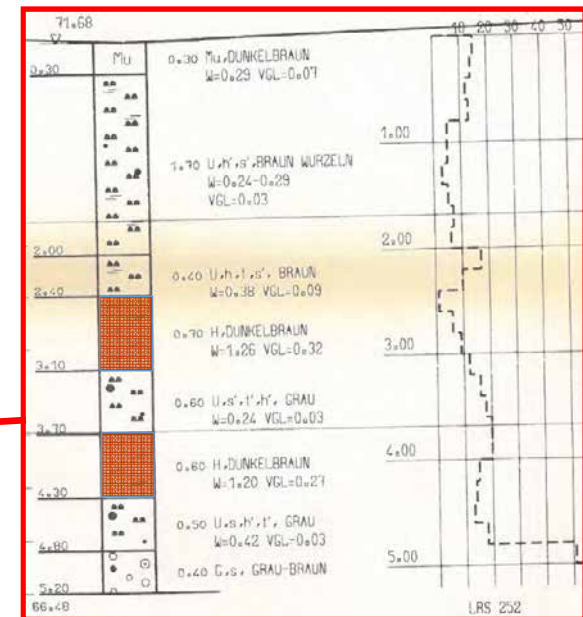 71.68
10 20 30 40 50
Mu
0.30 Mu,DUNKELBRAUN
W=0.29 VGL=0.07
0.30
1.00
1.70 U,h',s',BRAUN WURZELN
W=0.24-0.29
VGL=0.03
2.00
2.00
0.40 U,h,t,s', BRAUN
W=0.38 VGL=0.09
2.40
0.70 H,DUNKELBRAUN
W=1.26 VGL=0.32
3.00
3.10
0.60 U,s',t',h', GRAU
W=0.24 VGL=0.03
3.70
4.00
0.60 H,DUNKELBRAUN
W=1.20 VGL=0.27
4.30
0.50 U,s,h',t', GRAU
W=0.42 VGL-0.03
4.80
5.00
0.40 G,s, GRAU-BRAUN
5.20
66.48
LRS 252